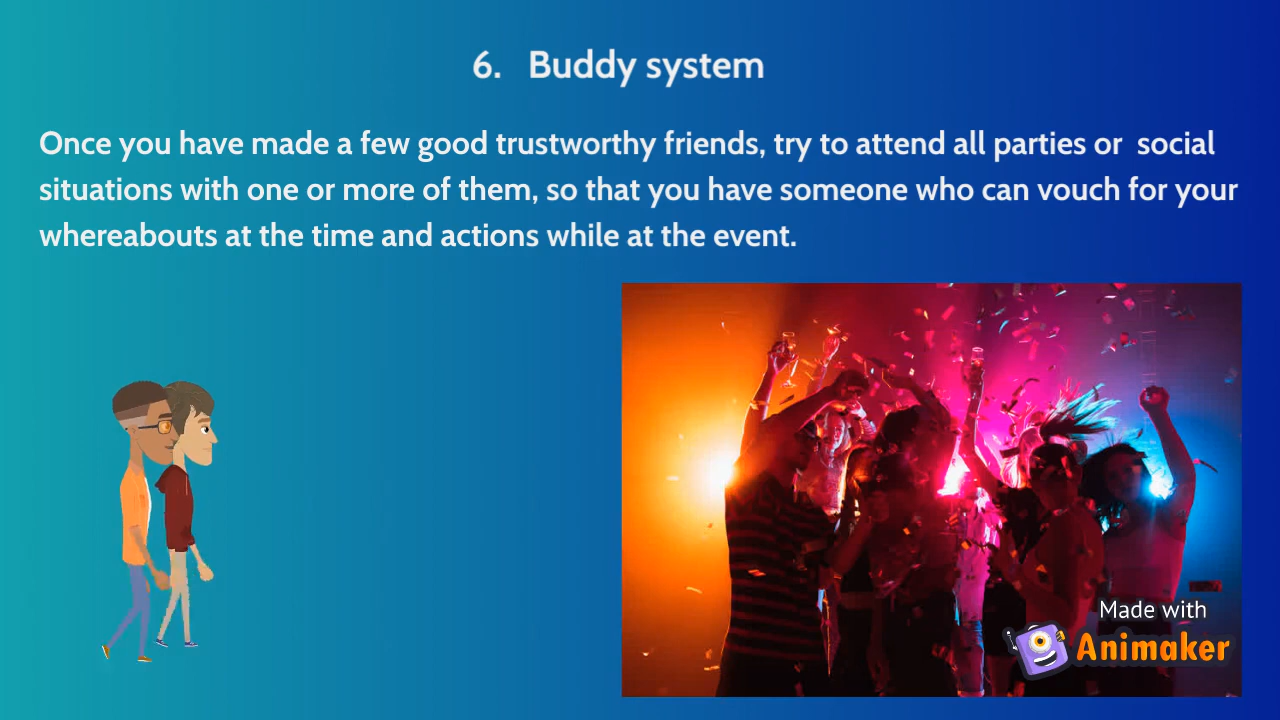 6. Buddy system
Once you have made a few good trustworthy friends, try to attend all parties or  social
situations with one or more of them, so that you have someone who can vouch for your
whereabouts at the time and actions while at the event.
Made with
Animaker